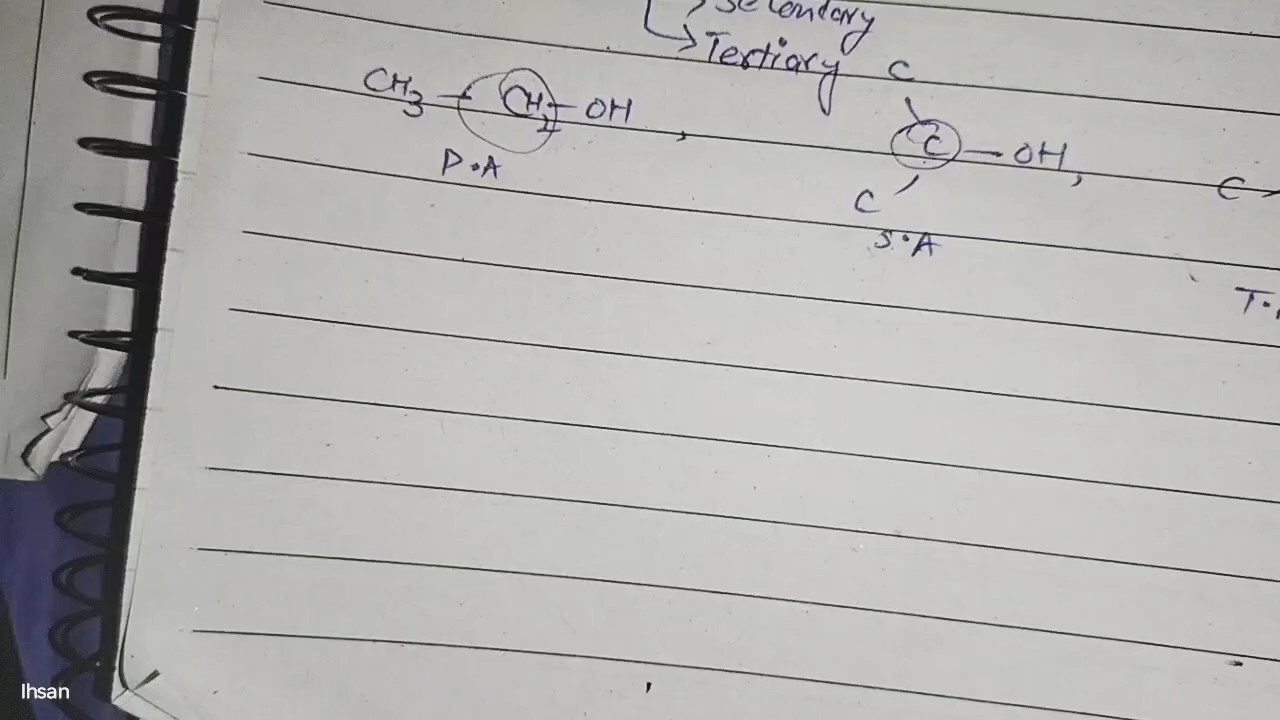 Secondary
Tertiary
CH3 — CH2 — OH ,
P.A
C
C — OH ,
C
S.A
C
T.
Ihsan